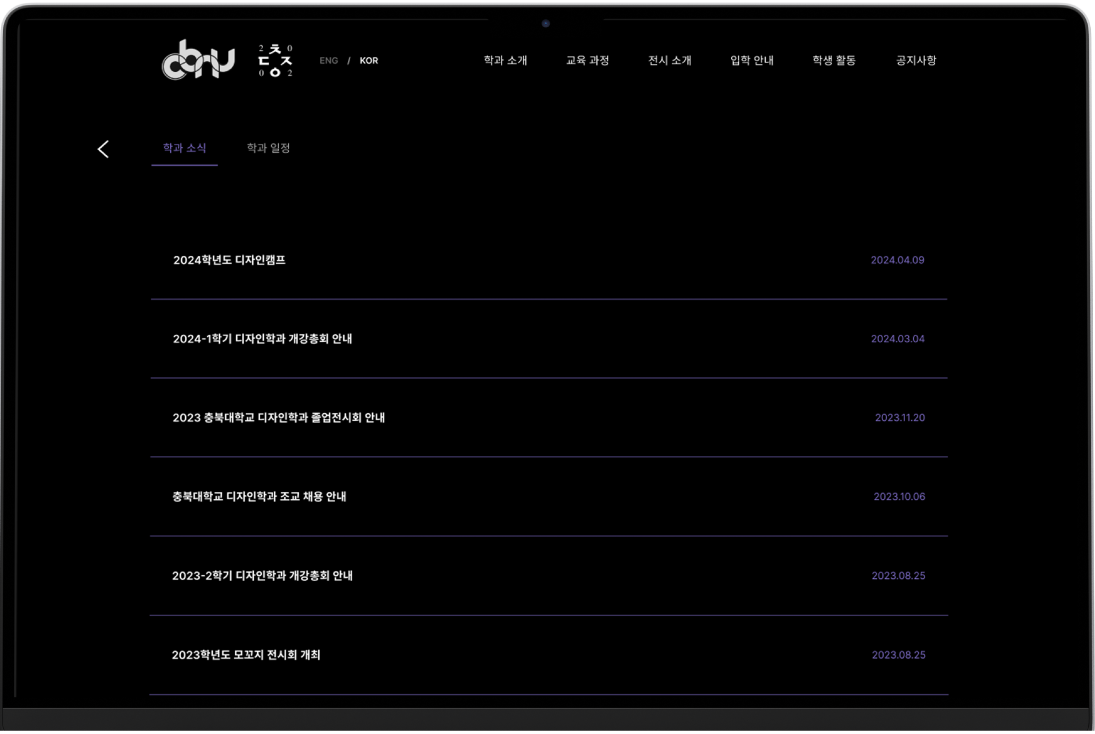 cbnu
2 0
0 2
ENG / KOR
학과 소개
교육 과정
전시 소개
입학 안내
학생 활동
공지사항
학과 소식
학과 일정
2024학년도 디자인캠프 2024.04.09
2024-1학기 디자인학과 개강총회 안내 2024.03.04
2023 충북대학교 디자인학과 졸업전시회 안내 2023.11.20
충북대학교 디자인학과 조교 채용 안내 2023.10.06
2023-2학기 디자인학과 개강총회 안내 2023.08.25
2023학년도 모꼬지 전시회 개최 2023.08.25